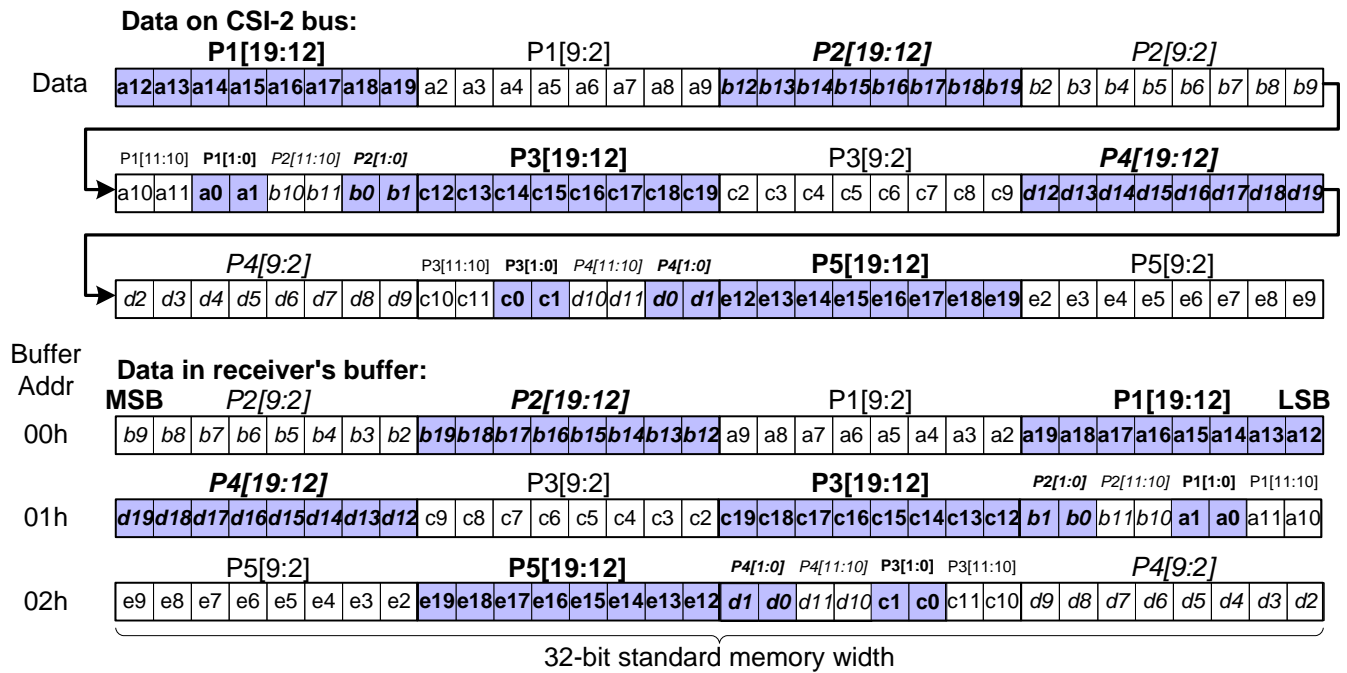 Data on CSI-2 bus:
P1[19:12] P1[9:2] P2[19:12] P2[9:2]
Data a12 a13 a14 a15 a16 a17 a18 a19 a2 a3 a4 a5 a6 a7 a8 a9 b12 b13 b14 b15 b16 b17 b18 b19 b2 b3 b4 b5 b6 b7 b8 b9
P1[11:10] P1[1:0] P2[11:10] P2[1:0] P3[19:12] P3[9:2] P4[19:12]
a10 a11 a0 a1 b10 b11 b0 b1 c12 c13 c14 c15 c16 c17 c18 c19 c2 c3 c4 c5 c6 c7 c8 c9 d12 d13 d14 d15 d16 d17 d18 d19
P4[9:2] P3[11:10] P3[1:0] P4[11:10] P4[1:0] P5[19:12] P5[9:2]
d2 d3 d4 d5 d6 d7 d8 d9 c10 c11 c0 c1 d10 d11 d0 d1 e12 e13 e14 e15 e16 e17 e18 e19 e2 e3 e4 e5 e6 e7 e8 e9
Buffer
Addr
Data in receiver's buffer:
MSB P2[9:2] P2[19:12] P1[9:2] P1[19:12] LSB
00h b9 b8 b7 b6 b5 b4 b3 b2 b19 b18 b17 b16 b15 b14 b13 b12 a9 a8 a7 a6 a5 a4 a3 a2 a19 a18 a17 a16 a15 a14 a13 a12
P4[19:12] P3[9:2] P3[19:12] P2[1:0] P2[11:10] P1[1:0] P1[11:10]
01h d19 d18 d17 d16 d15 d14 d13 d12 c9 c8 c7 c6 c5 c4 c3 c2 c19 c18 c17 c16 c15 c14 c13 c12 b1 b0 b11 b10 a1 a0 a11 a10
P5[9:2] P5[19:12] P4[1:0] P4[11:10] P3[1:0] P3[11:10] P4[9:2]
02h e9 e8 e7 e6 e5 e4 e3 e2 e19 e18 e17 e16 e15 e14 e13 e12 d1 d0 d11 d10 c1 c0 c11 c10 d9 d8 d7 d6 d5 d4 d3 d2
32-bit standard memory width